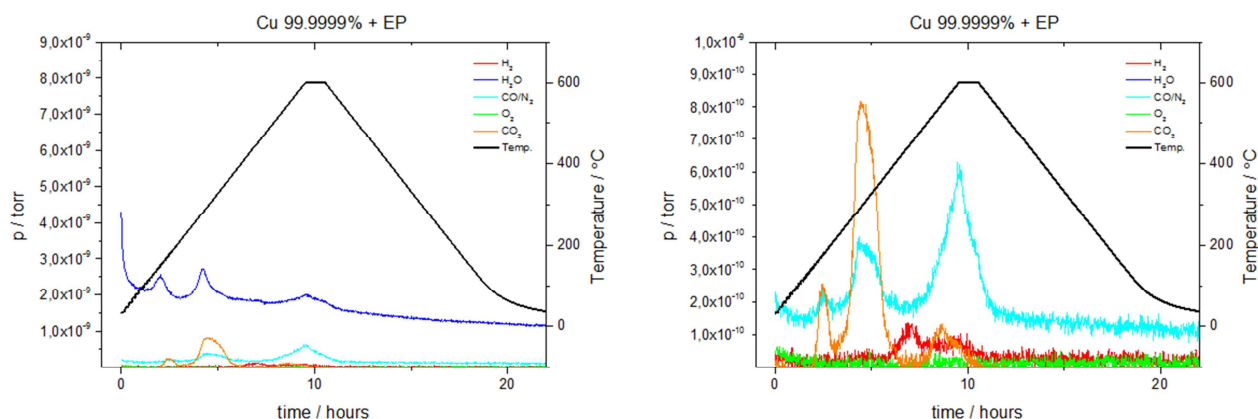 Cu 99.9999% + EP
9,0x10⁻⁹
8,0x10⁻⁹
7,0x10⁻⁹
6,0x10⁻⁹
5,0x10⁻⁹
4,0x10⁻⁹
3,0x10⁻⁹
2,0x10⁻⁹
1,0x10⁻⁹
p / torr
H₂
H₂O
CO/N₂
O₂
CO₂
Temp.
600
400
200
0
Temperature / °C
0 10 20
time / hours
Cu 99.9999% + EP
1,0x10⁻⁹
9,0x10⁻¹⁰
8,0x10⁻¹⁰
7,0x10⁻¹⁰
6,0x10⁻¹⁰
5,0x10⁻¹⁰
4,0x10⁻¹⁰
3,0x10⁻¹⁰
2,0x10⁻¹⁰
1,0x10⁻¹⁰
p / torr
H₂
H₂O
CO/N₂
O₂
CO₂
Temp.
600
400
200
0
Temperature / °C
0 10 20
time / hours